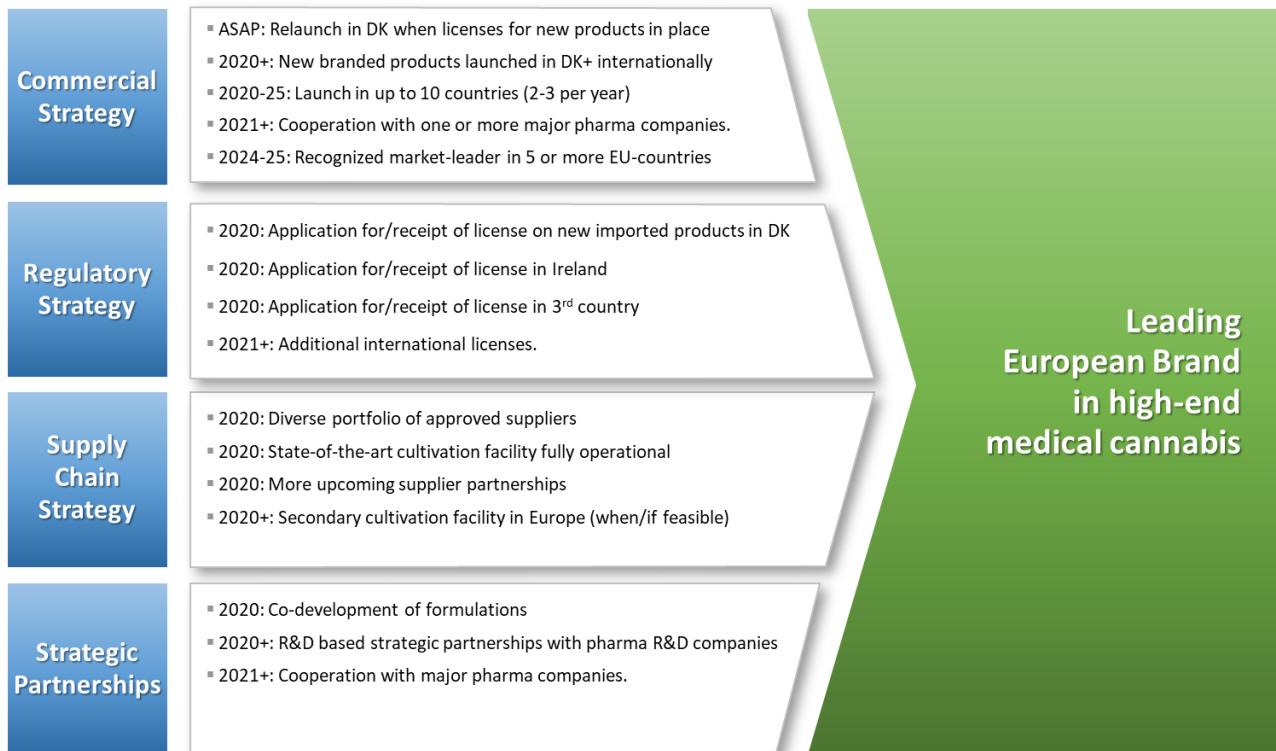 Commercial
Strategy
ASAP: Relaunch in DK when licenses for new products in place
2020+: New branded products launched in DK+ internationally
2020-25: Launch in up to 10 countries (2-3 per year)
2021+: Cooperation with one or more major pharma companies.
2024-25: Recognized market-leader in 5 or more EU-countries
Regulatory
Strategy
2020: Application for/receipt of license on new imported products in DK
2020: Application for/receipt of license in Ireland
2020: Application for/receipt of license in 3rd country
2021+: Additional international licenses.
Supply
Chain
Strategy
2020: Diverse portfolio of approved suppliers
2020: State-of-the-art cultivation facility fully operational
2020: More upcoming supplier partnerships
2020+: Secondary cultivation facility in Europe (when/if feasible)
Strategic
Partnerships
2020: Co-development of formulations
2020+: R&D based strategic partnerships with pharma R&D companies
2021+: Cooperation with major pharma companies.
Leading
European Brand
in high-end
medical cannabis